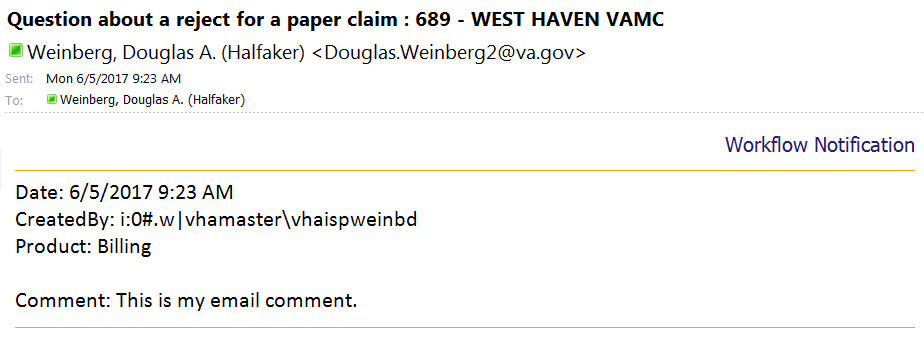 Question about a reject for a paper claim : 689 - WEST HAVEN VAMC
Weinberg, Douglas A. (Halfaker) <Douglas.Weinberg2@va.gov>
Sent: Mon 6/5/2017 9:23 AM
To: Weinberg, Douglas A. (Halfaker)
Workflow Notification
Date: 6/5/2017 9:23 AM
CreatedBy: i:0#.w|vhamaster\vhaispweinbd
Product: Billing
Comment: This is my email comment.